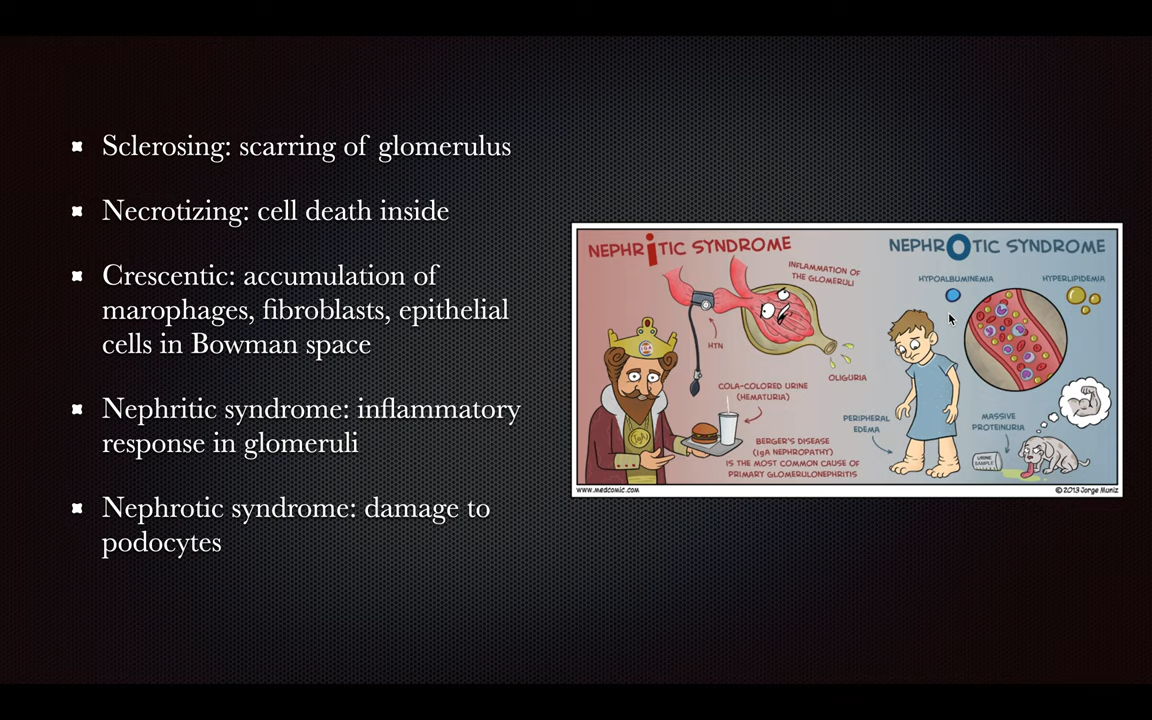 Sclerosing: scarring of glomerulus
Necrotizing: cell death inside
Crescentic: accumulation of
marophages, fibroblasts, epithelial
cells in Bowman space
Nephritic syndrome: inflammatory
response in glomeruli
Nephrotic syndrome: damage to
podocytes
NEPHRiTIC SYNDROME
INFLAMMATION OF
THE GLOMERULI
HTN
OLIGURIA
COLA-COLORED URINE
(HEMATURIA)
IgA
BERGER'S DISEASE
(IgA NEPHROPATHY)
IS THE MOST COMMON CAUSE OF
PRIMARY GLOMERULONEPHRITIS
NEPHROTIC SYNDROME
HYPOALBUMINEMIA
HYPERLIPIDEMIA
PERIPHERAL
EDEMA
MASSIVE
PROTEINURIA
URINE
SAMPLE
www.medcomic.com
© 2013 Jorge Muniz